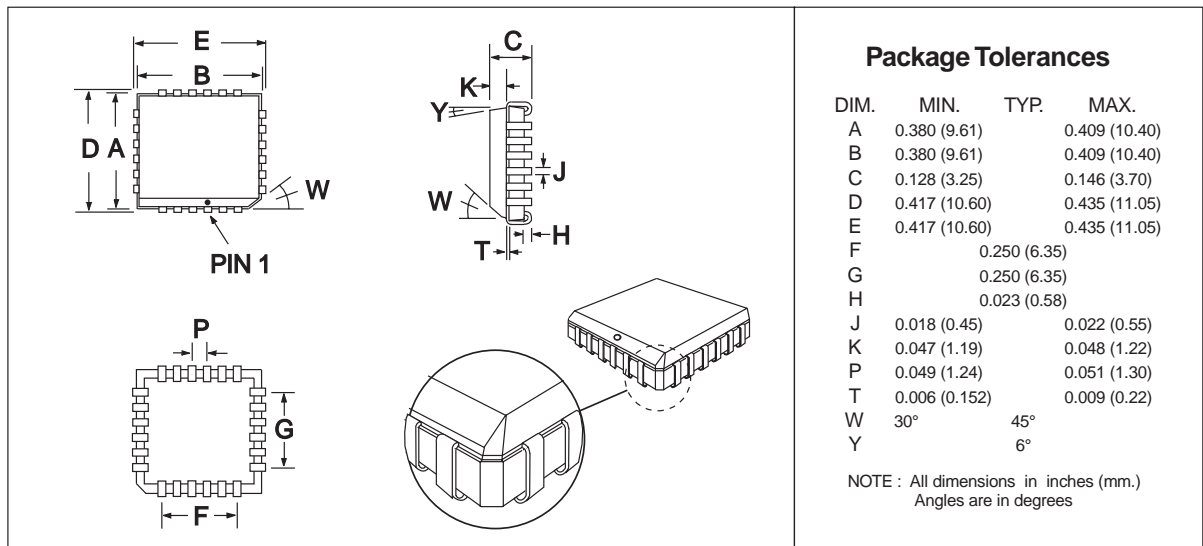 E
B
D
A
W
PIN 1
C
K
Y
J
W
H
T
P
G
F
Package Tolerances
DIM. MIN. TYP. MAX.
A 0.380 (9.61) 0.409 (10.40)
B 0.380 (9.61) 0.409 (10.40)
C 0.128 (3.25) 0.146 (3.70)
D 0.417 (10.60) 0.435 (11.05)
E 0.417 (10.60) 0.435 (11.05)
F 0.250 (6.35)
G 0.250 (6.35)
H 0.023 (0.58)
J 0.018 (0.45) 0.022 (0.55)
K 0.047 (1.19) 0.048 (1.22)
P 0.049 (1.24) 0.051 (1.30)
T 0.006 (0.152) 0.009 (0.22)
W 30° 45°
Y 6°
NOTE : All dimensions in inches (mm.)
Angles are in degrees